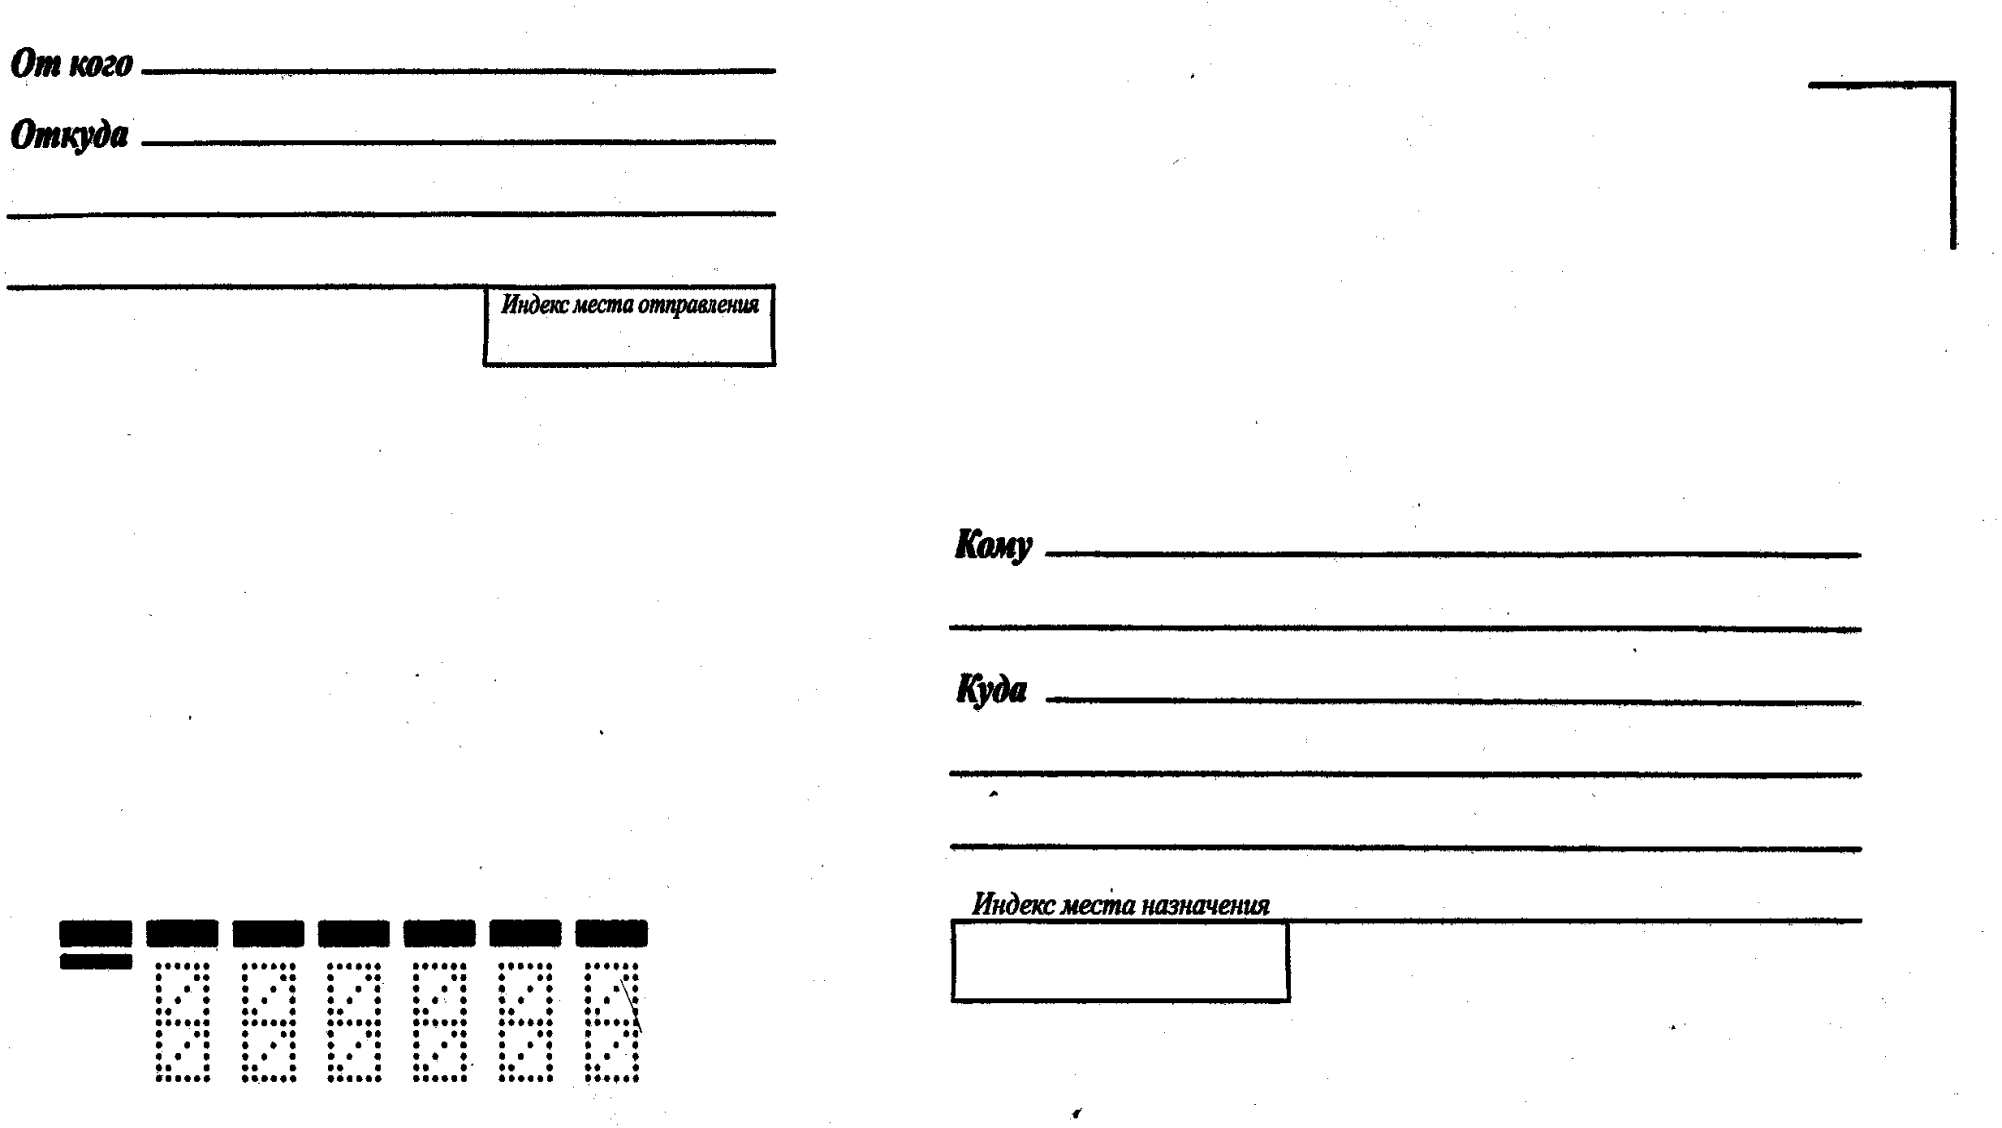 От кого
Откуда
Индекс места отправления
Кому
Куда
Индекс места назначения